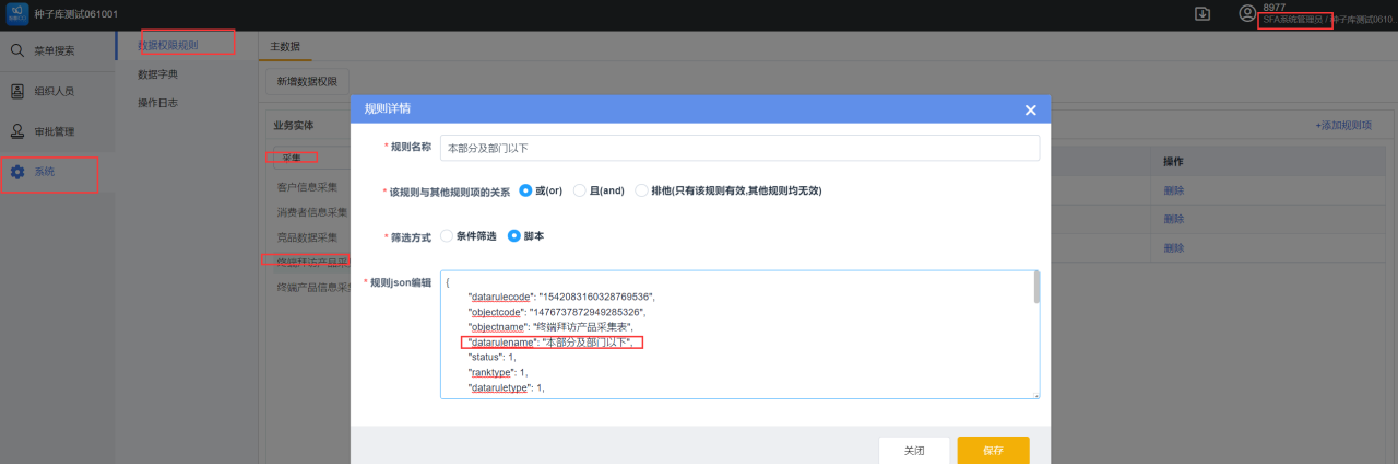 种子库测试061001
8977
SFA系统管理员 / 种子库测试0610
菜单搜索
组织人员
审批管理
系统
数据权限规则
数据字典
操作日志
主数据
新增数据权限
业务实体
采集
客户信息采集
消费者信息采集
竞品数据采集
终端拜访产品采
终端产品信息采集
+添加规则项
操作
删除
删除
删除
规则详情
X
*规则名称
本部分及部门以下
*该规则与其他规则项的关系
或(or)
且(and)
排他(只有该规则有效,其他规则均无效)
*筛选方式
条件筛选
脚本
*规则json编辑
{
"datarulecode": "1542083160328769536",
"objectcode": "1476737872949285326",
"objectname": "终端拜访产品采集表",
"datarulename": "本部分及部门以下",
"status": 1,
"ranktype": 1,
"dataruletype": 1,
关闭
保存